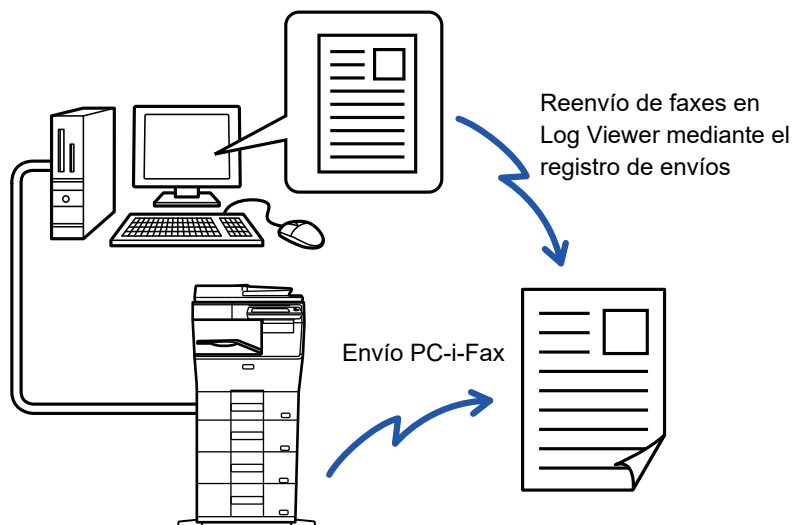 Reenvío de faxes en
Log Viewer mediante el
registro de envíos
Envío PC-i-Fax